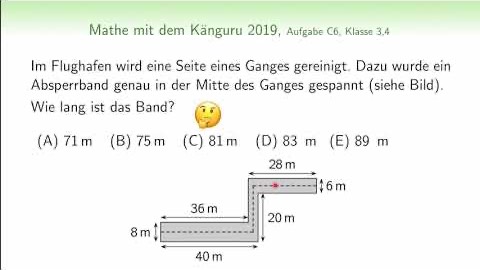 Mathe mit dem Känguru 2019, Aufgabe C6, Klasse 3,4
Im Flughafen wird eine Seite eines Ganges gereinigt. Dazu wurde ein
Absperrband genau in der Mitte des Ganges gespannt (siehe Bild).
Wie lang ist das Band?
(A) 71 m (B) 75 m (C) 81 m (D) 83 m (E) 89 m
28 m
6 m
36 m
20 m
8 m
40 m